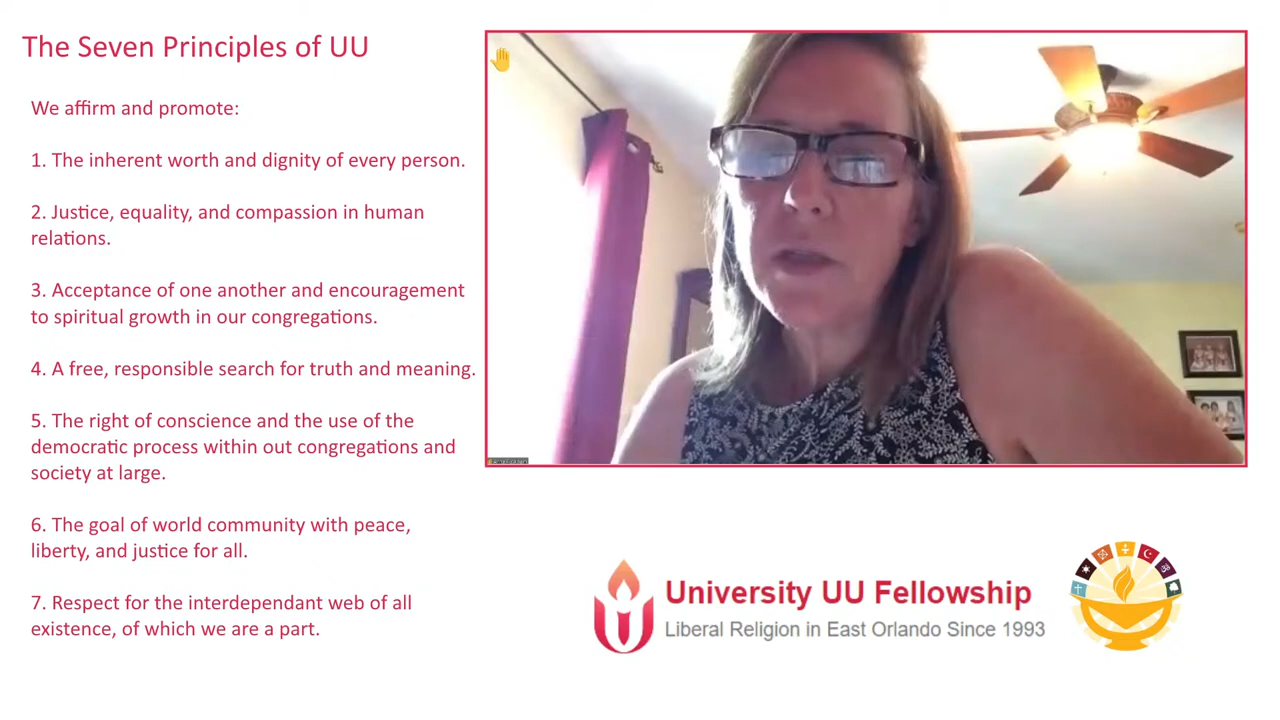 The Seven Principles of UU
We affirm and promote:
1. The inherent worth and dignity of every person.
2. Justice, equality, and compassion in human
relations.
3. Acceptance of one another and encouragement
to spiritual growth in our congregations.
4. A free, responsible search for truth and meaning.
5. The right of conscience and the use of the
democratic process within out congregations and
society at large.
6. The goal of world community with peace,
liberty, and justice for all.
7. Respect for the interdependant web of all
existence, of which we are a part.
University UU Fellowship
Liberal Religion in East Orlando Since 1993